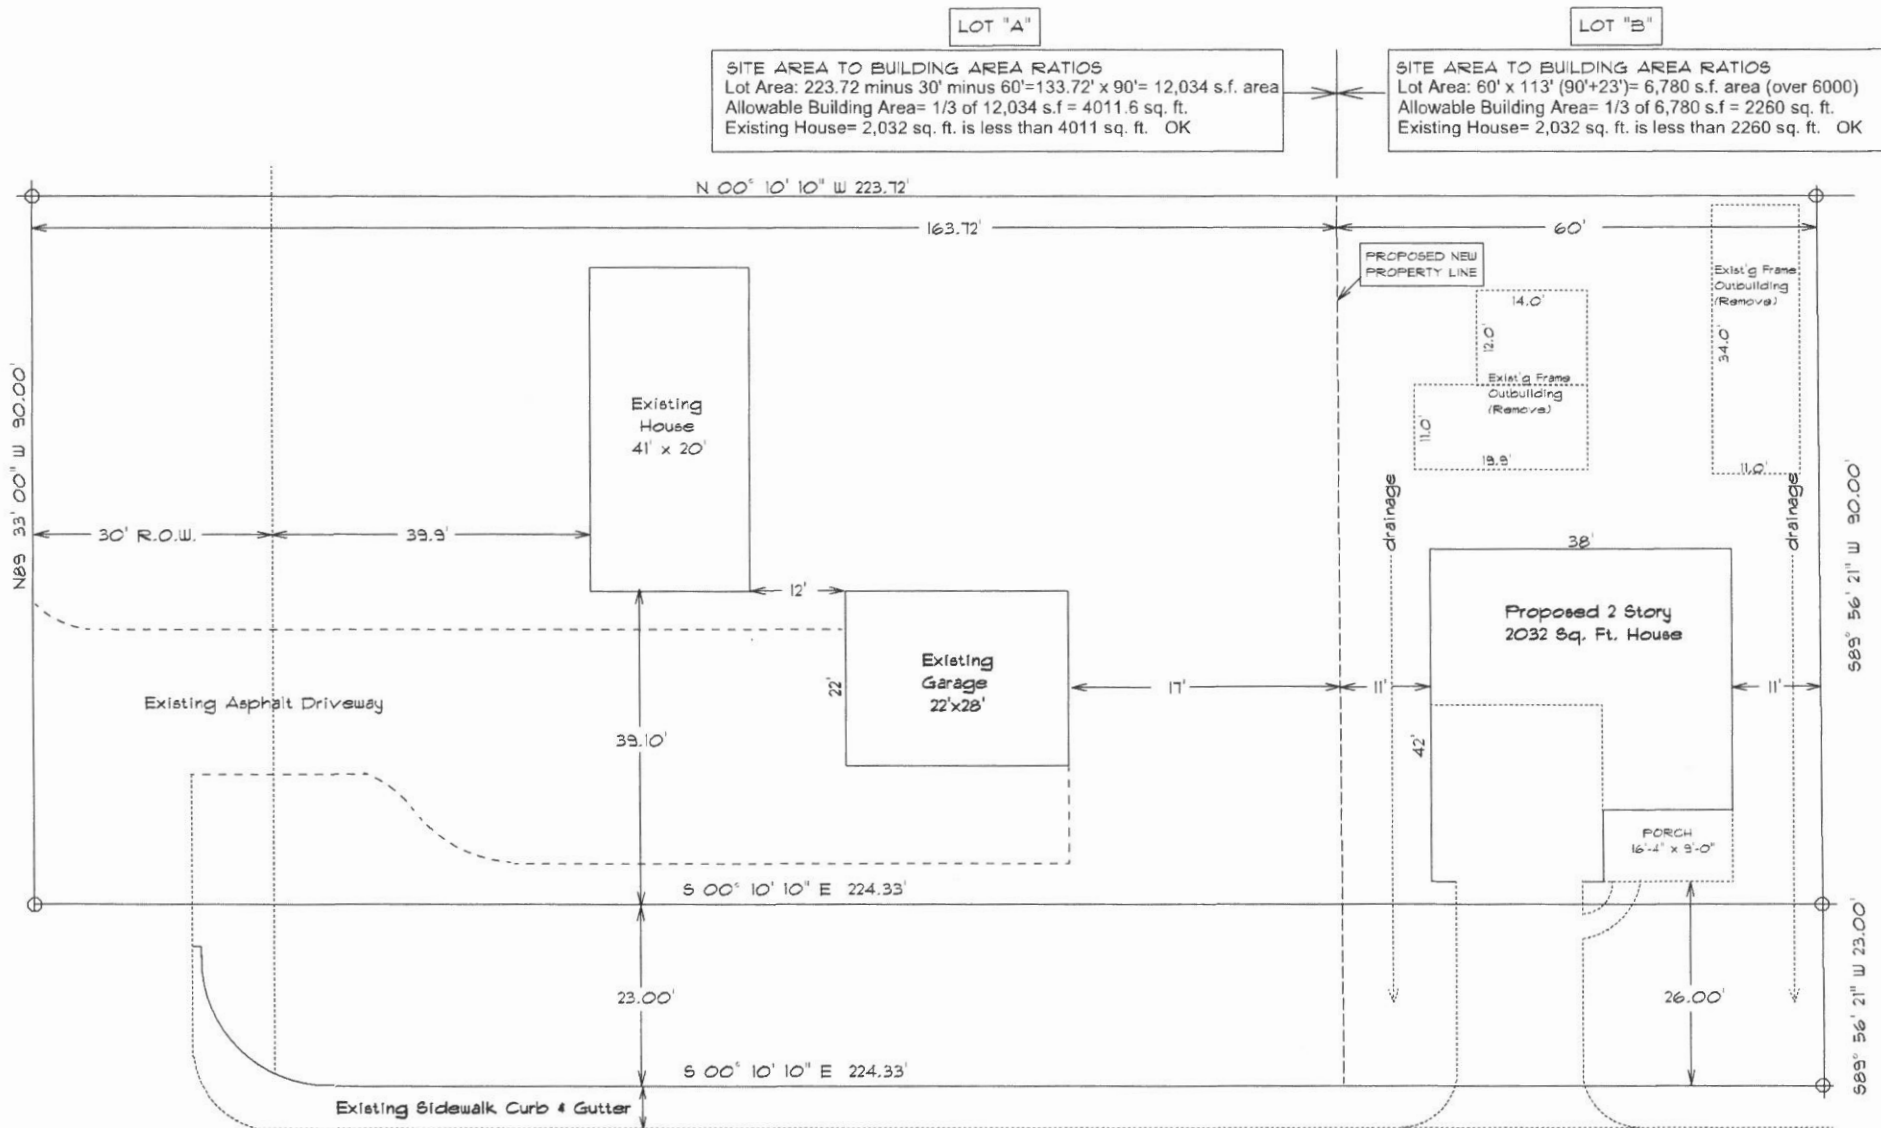 LOT "A"
SITE AREA TO BUILDING AREA RATIOS
Lot Area: 223.72 minus 30' minus 60'=133.72' x 90'= 12,034 s.f. area
Allowable Building Area= 1/3 of 12,034 s.f = 4011.6 sq. ft.
Existing House= 2,032 sq. ft. is less than 4011 sq. ft. OK
LOT "B"
SITE AREA TO BUILDING AREA RATIOS
Lot Area: 60' x 113' (90'+23')= 6,780 s.f. area (over 6000)
Allowable Building Area= 1/3 of 6,780 s.f = 2260 sq. ft.
Existing House= 2,032 sq. ft. is less than 2260 sq. ft. OK
N 00° 10' 10" W 223.72'
163.72'
60'
PROPOSED NEW
PROPERTY LINE
14.0'
12.0'
Exist'g Frame
Outbuilding
(Remove)
11.0'
19.9'
Exist'g Frame
Outbuilding
(Remove)
34.0'
11.0'
N89° 33' 00" W 90.00'
Existing
House
41' x 20'
30' R.O.W.
39.9'
12'
drainage
drainage
38'
S89° 56' 21" W 90.00'
Proposed 2 Story
2032 Sq. Ft. House
Existing
Garage
22'x28'
22'
17'
11'
11'
Existing Asphalt Driveway
39.10'
42'
PORCH
16'-4" x 9'-0"
S 00° 10' 10" E 224.33'
23.00'
26.00'
S89° 56' 21" W 23.00'
S 00° 10' 10" E 224.33'
Existing Sidewalk Curb & Gutter